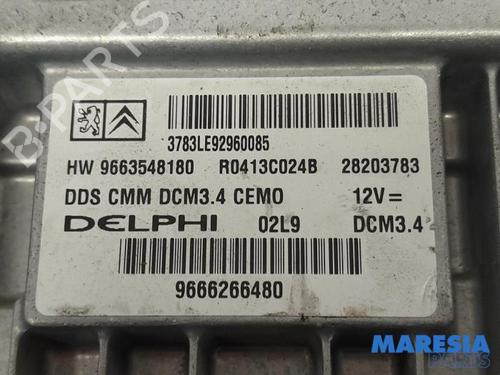 B-PARTS
3783LE92960085
HW 9663548180 R0413C024B 28203783
DDS CMM DCM3.4 CEMO 12V=
DELPHI 02L9 DCM3.4
9666266480
MARESIA
PARTS